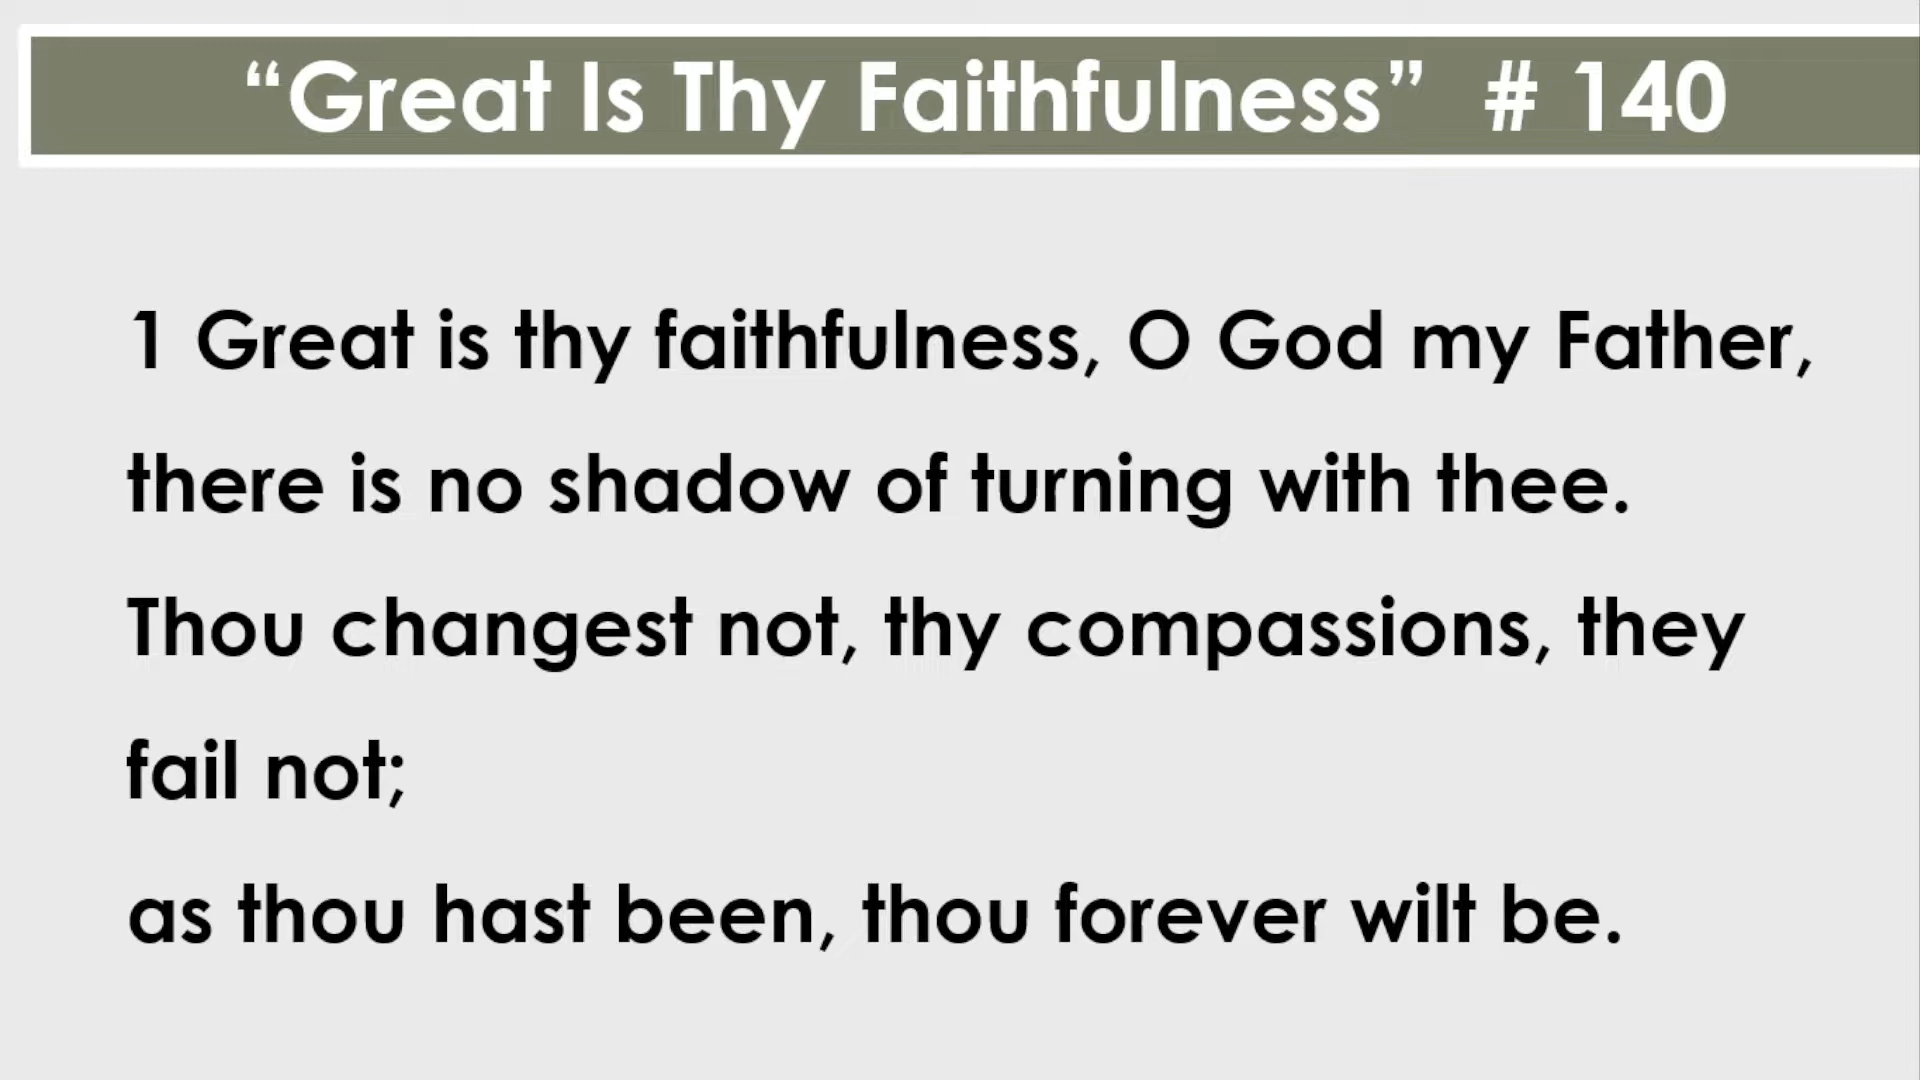 “Great Is Thy Faithfulness” # 140
1 Great is thy faithfulness, O God my Father,
there is no shadow of turning with thee.
Thou changest not, thy compassions, they
fail not;
as thou hast been, thou forever wilt be.